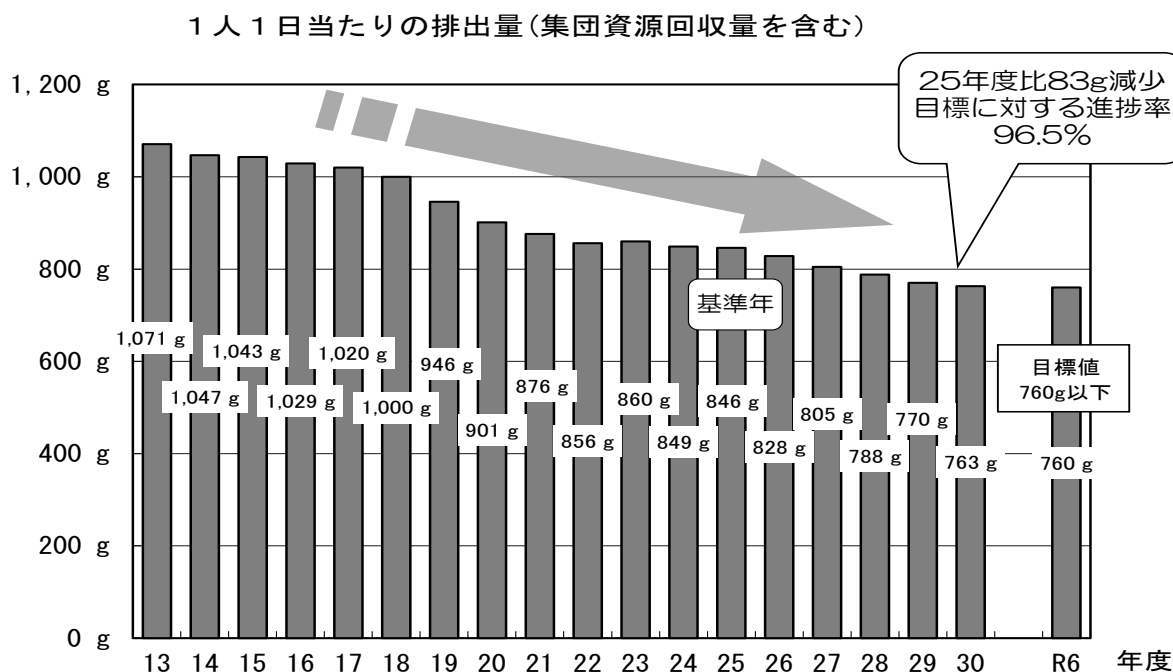 １人１日当たりの排出量(集団資源回収量を含む)
25年度比83g減少
目標に対する進捗率
96.5%
1,200 g
1,000 g
800 g
600 g
400 g
200 g
0 g
基準年
1,071 g
1,047 g
1,043 g
1,029 g
1,020 g
1,000 g
946 g
901 g
876 g
856 g
860 g
849 g
846 g
828 g
805 g
788 g
770 g
763 g
目標値
760g以下
760 g
13 14 15 16 17 18 19 20 21 22 23 24 25 26 27 28 29 30 R6 年度